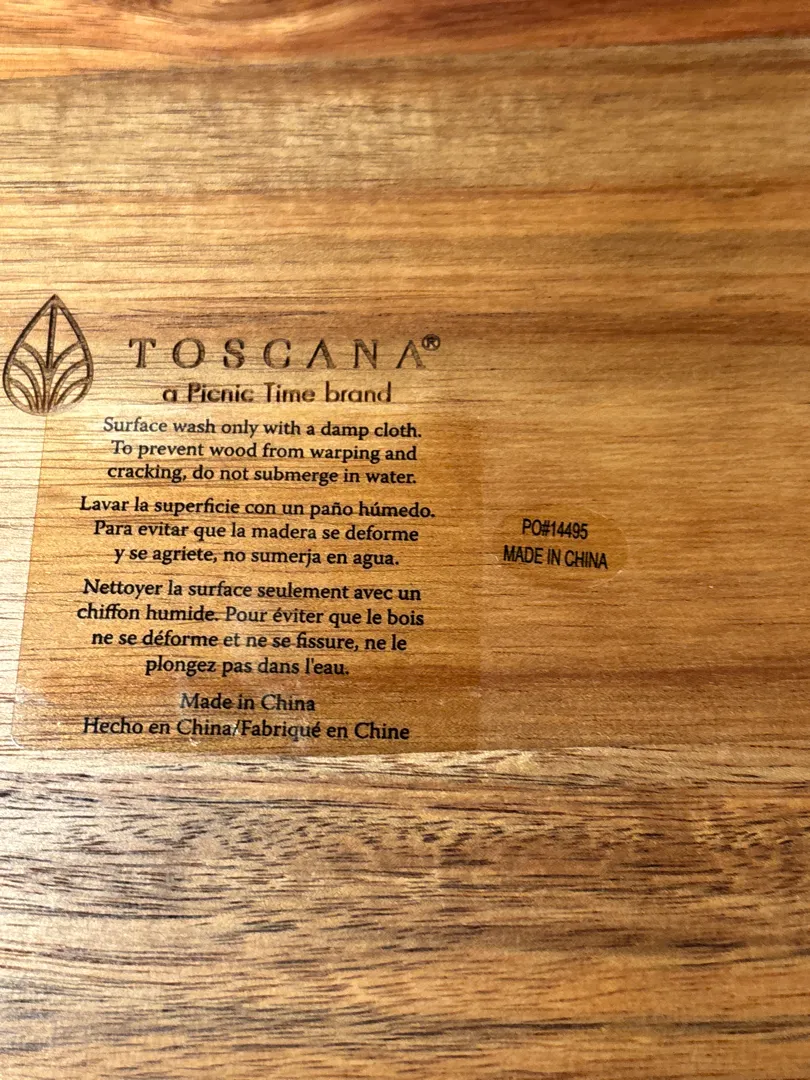 TOSCANA®
a Picnic Time brand
Surface wash only with a damp cloth.
To prevent wood from warping and
cracking, do not submerge in water.
Lavar la superficie con un paño húmedo.
Para evitar que la madera se deforme
y se agriete, no sumerja en agua.
Nettoyer la surface seulement avec un
chiffon humide. Pour éviter que le bois
ne se déforme et ne se fissure, ne le
plongez pas dans l'eau.
Made in China
Hecho en China/Fabriqué en Chine
PO#14495
MADE IN CHINA